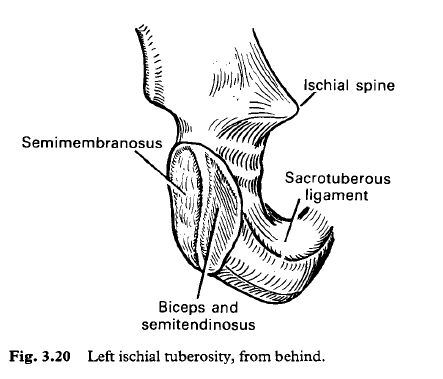 Ischial spine
Semimembranosus
Sacrotuberous
ligament
Biceps and
semitendinosus
Fig. 3.20 Left ischial tuberosity, from behind.